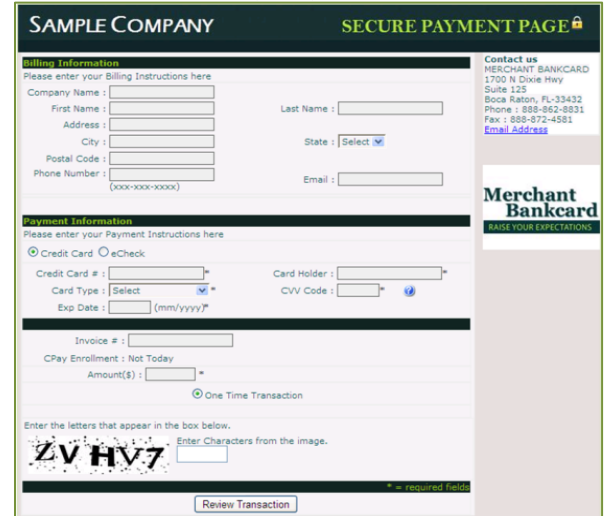 SAMPLE COMPANY
SECURE PAYMENT PAGE
Billing Information
Please enter your Billing Instructions here
Company Name :
First Name :
Last Name :
Address :
City :
State : Select
Postal Code :
Phone Number :
(xxx-xxx-xxxx)
Email :
Payment Information
Please enter your Payment Instructions here
Credit Card eCheck
Credit Card # : *
Card Holder : *
Card Type : Select *
CVV Code : * ?
Exp Date : (mm/yyyy)*
Invoice # :
CPay Enrollment : Not Today
Amount($) : *
One Time Transaction
Enter the letters that appear in the box below.
ZV HV7
Enter Characters from the image.
* = required fields
Review Transaction
Contact us
MERCHANT BANKCARD
1700 N Dixie Hwy
Suite 125
Boca Raton, FL-33432
Phone : 888-862-8831
Fax : 888-872-4581
Email Address
Merchant
Bankcard
RAISE YOUR EXPECTATIONS